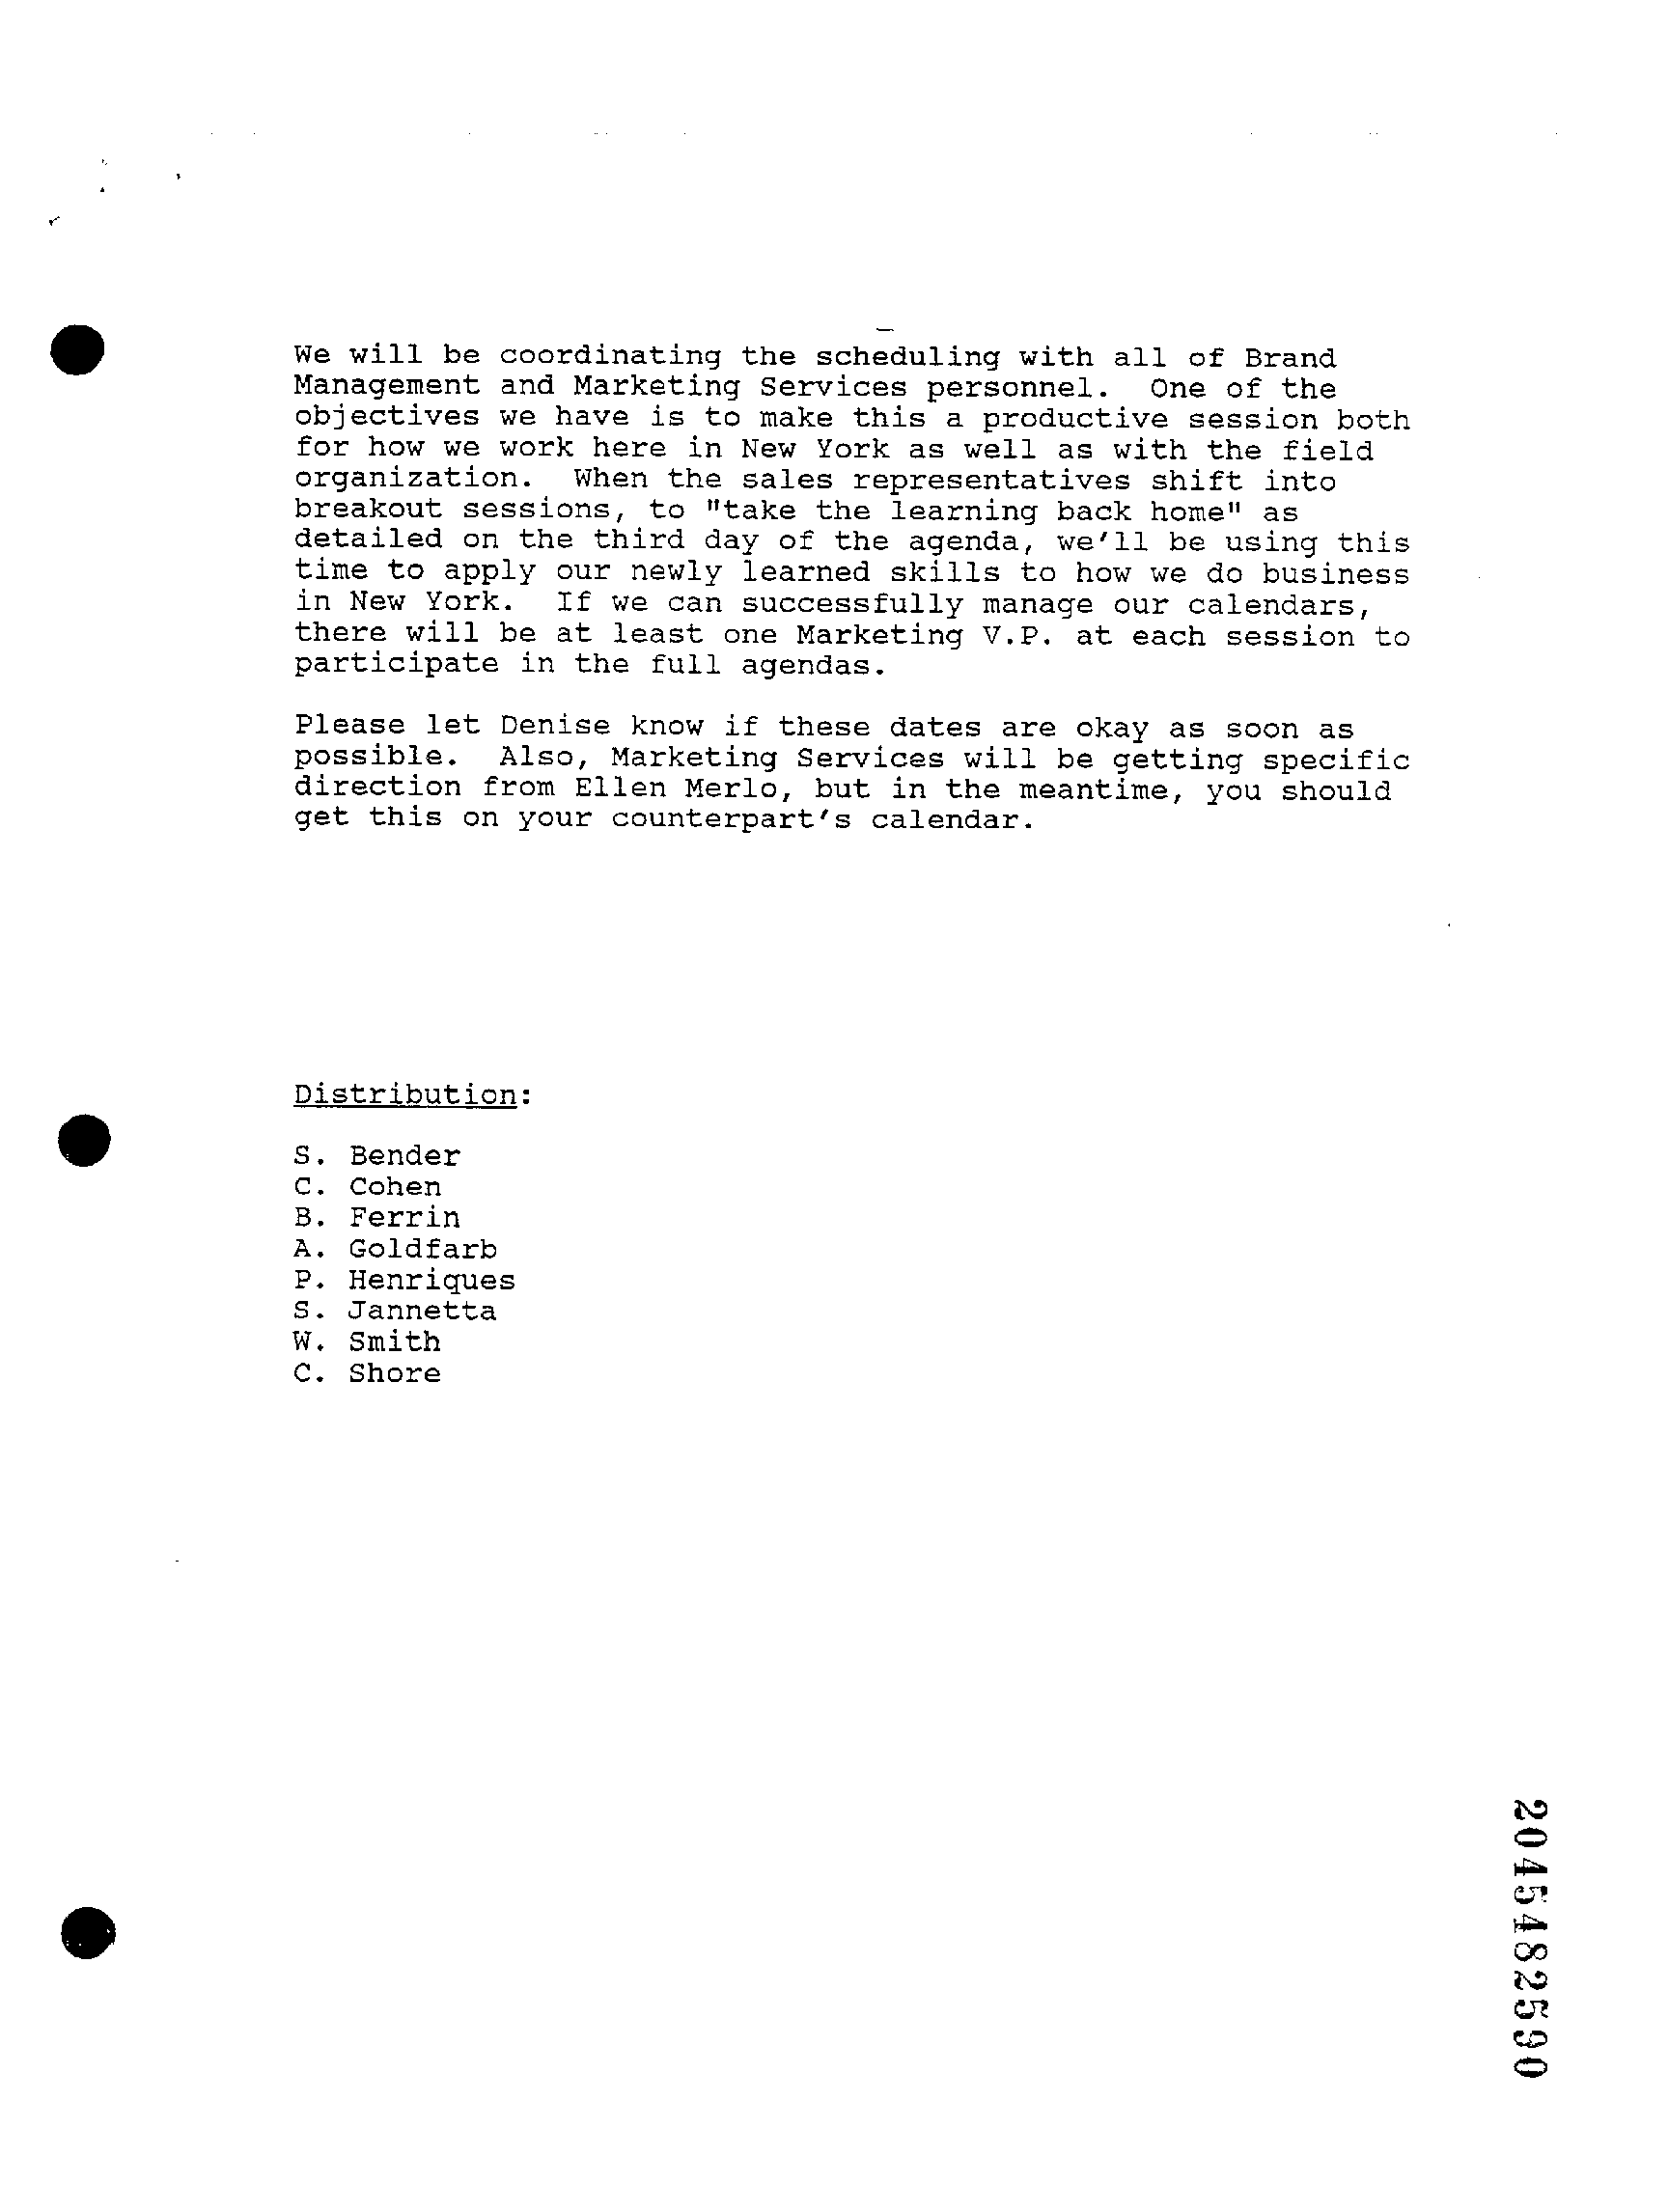 We will be coordinating the scheduling with all of Brand
Management and Marketing Services personnel.  One of the
objectives we have is to make this a productive session both
for how we work here in New York as well as with the field
organization.  When the sales representatives shift into
breakout sessions, to "take the learning back home" as
detailed on the third day of the agenda, we'll be using this
time to apply our newly learned skills to how we do business
in New York.  If we can successfully manage our calendars,
there will be at least one Marketing V.P. at each session to
participate in the full agendas.
Please let Denise know if these dates are okay as soon as
possible.  Also, Marketing Services will be getting specific
direction from Ellen Merlo, but in the meantime, you should
get this on your counterpart's calendar.
Distribution:
S. Bender
C. Cohen
B. Ferrin
A. Goldfarb
P. Henriques
S. Jannetta
W. Smith
C. Shore
2045482590